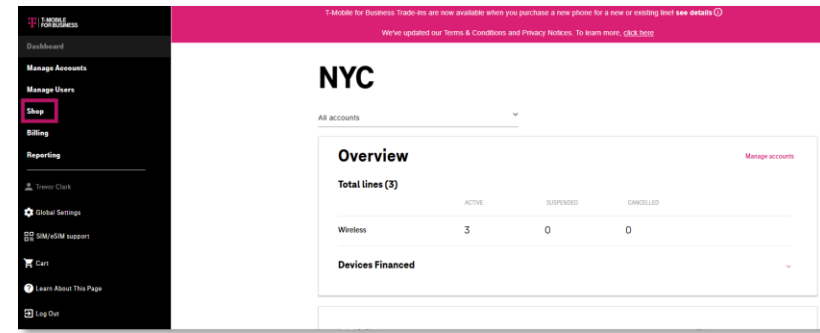 T-MOBILE
FOR BUSINESS
Dashboard
Manage Accounts
Manage Users
Shop
Billing
Reporting
Trevor Clark
Global Settings
SIM/eSIM support
Cart
Learn About This Page
Log Out
T-Mobile for Business Trade-ins are now available when you purchase a new phone for a new or existing line! see details
We've updated our Terms & Conditions and Privacy Notices. To learn more, click here
NYC
All accounts
Overview
Manage accounts
Total lines (3)
ACTIVE SUSPENDED CANCELLED
Wireless 3 0 0
Devices Financed